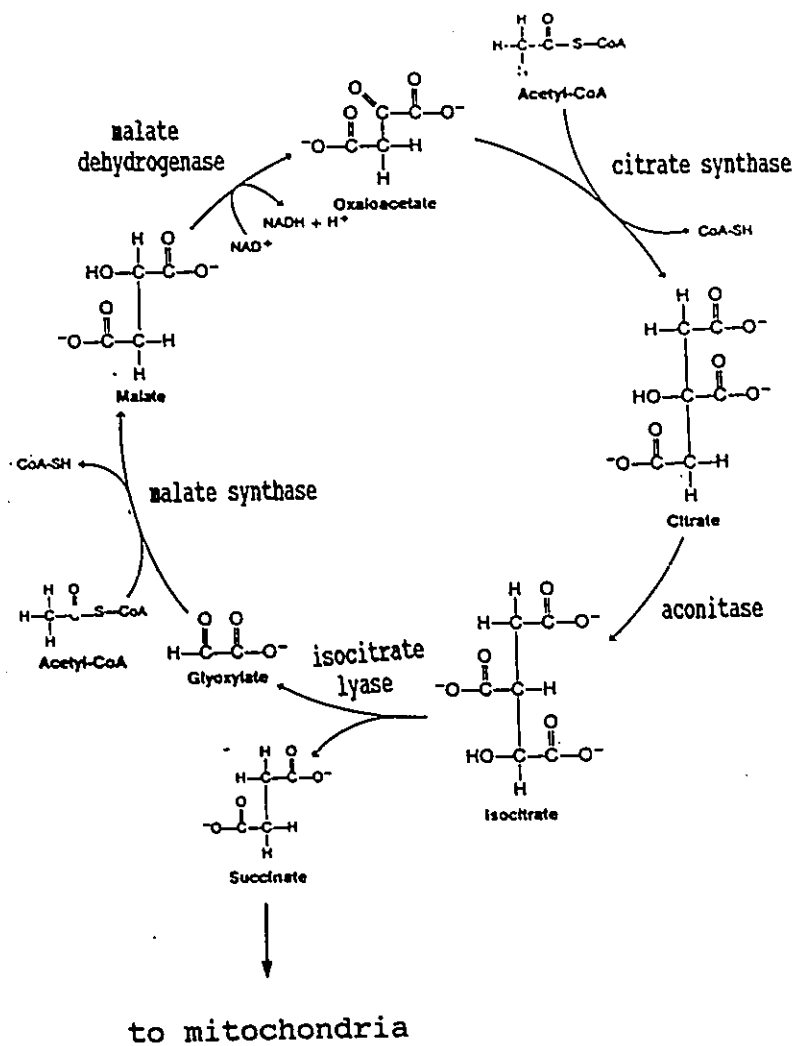 H-C-C-S-CoA
Acetyl-CoA
Oxaloacetate
malate
dehydrogenase
NADH + H⁺
NAD⁺
citrate synthase
CoA-SH
Malate
Citrate
CoA-SH
malate synthase
Acetyl-CoA
Glyoxylate
isocitrate
lyase
aconitase
Isocitrate
Succinate
to mitochondria